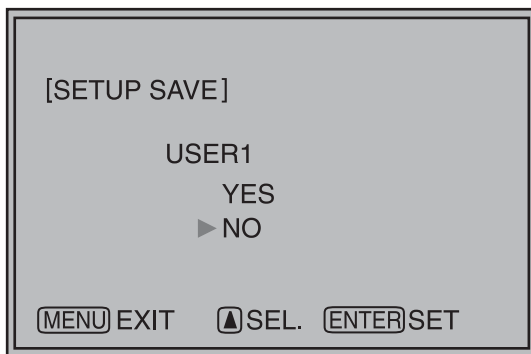 [SETUP SAVE]
USER1
YES
▶ NO
MENU EXIT ▲ SEL. ENTER SET